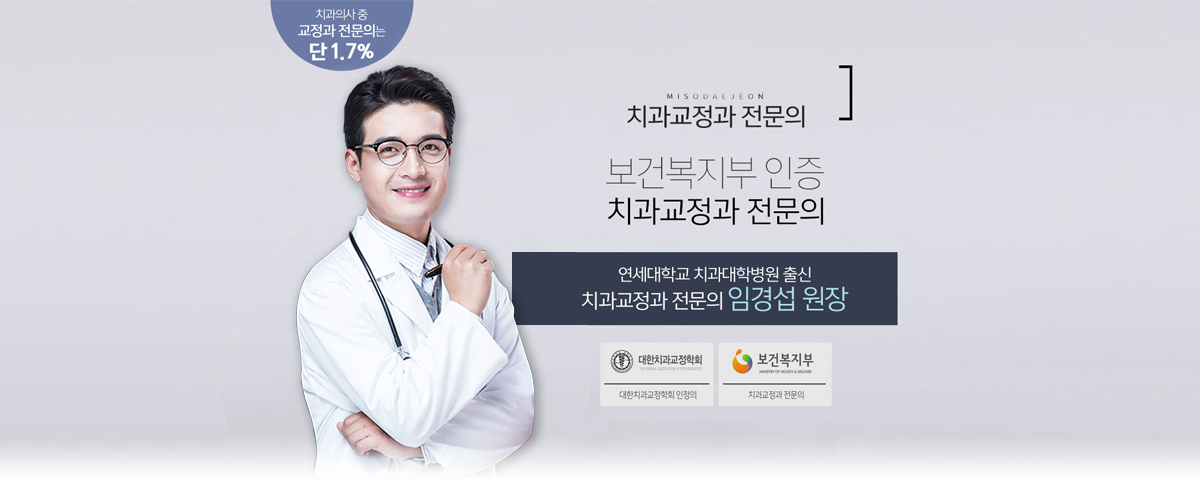 치과의사 중
교정과 전문의는
단 1.7%
MISODAEJEON
치과교정과 전문의
보건복지부 인증
치과교정과 전문의
연세대학교 치과대학병원 출신
치과교정과 전문의 임경섭 원장
대한치과교정학회
THE KOREAN ASSOCIATION OF ORTHODONTISTS
대한치과교정학회 인정의
보건복지부
MINISTRY OF HEALTH & WELFARE
치과교정과 전문의